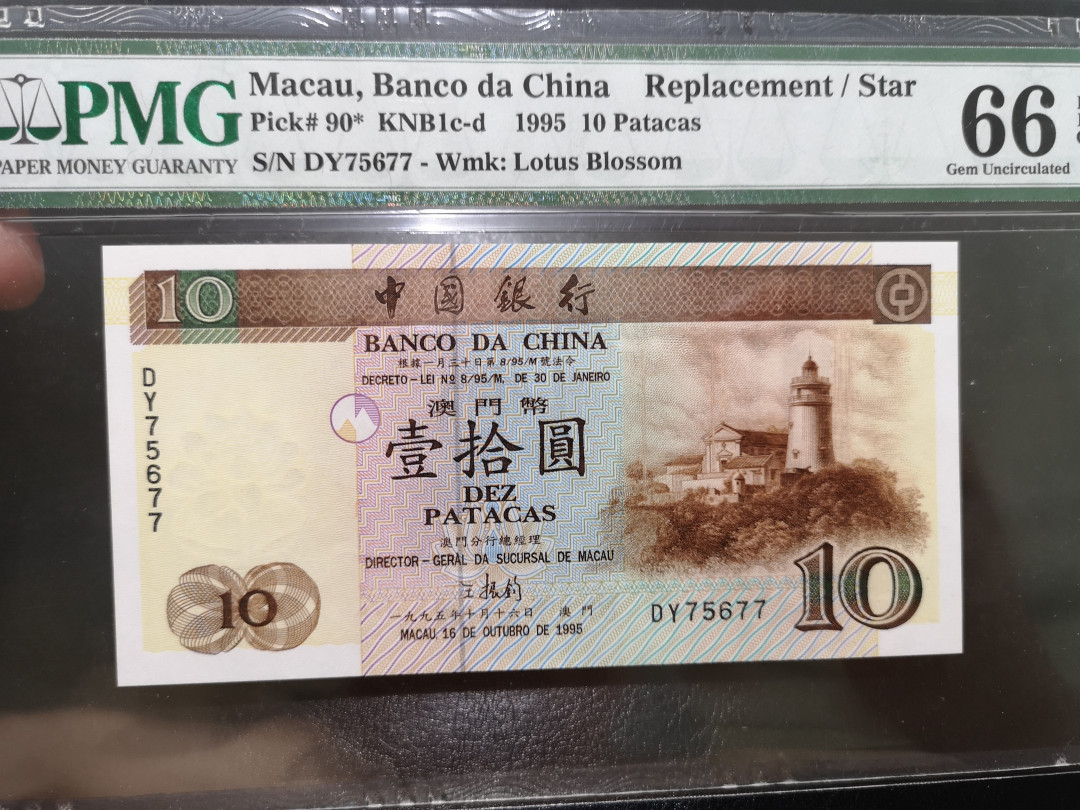 PMG
PAPER MONEY GUARANTY
Macau, Banco da China Replacement / Star
Pick# 90* KNB1c-d 1995 10 Patacas
S/N DY75677 - Wmk: Lotus Blossom
66
Gem Uncirculated
PMG
10
中國銀行
BANCO DA CHINA
根據一月三十日第8/95/M號法令
DECRETO-LEI Nº 8/95/M, DE 30 DE JANEIRO
澳門幣
壹拾圓
DEZ
PATACAS
澳門分行總經理
DIRECTOR-GERAL DA SUCURSAL DE MACAU
王振鈞
一九九五年十月十六日 澳門
MACAU, 16 DE OUTUBRO DE 1995
DY75677
10
DY75677
10